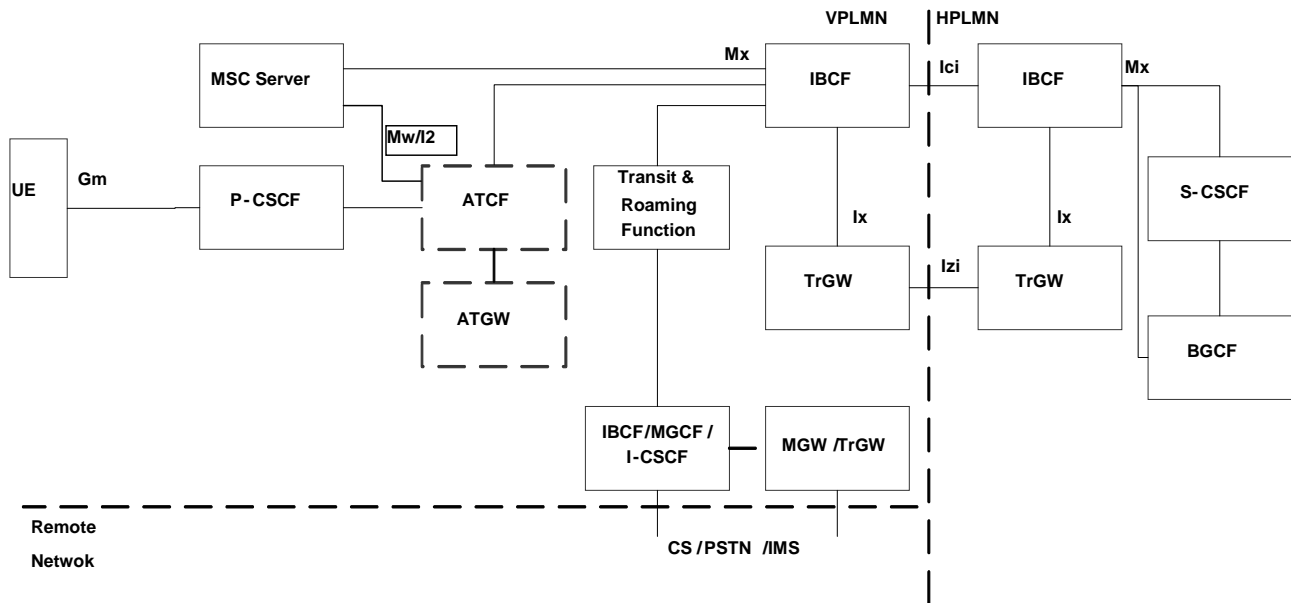 VPLMN
HPLMN
MSC Server
Mx
IBCF
Ici
IBCF
Mx
Mw/I2
UE
Gm
P-CSCF
ATCF
Transit &
Roaming
Function
Ix
Ix
S-CSCF
ATGW
TrGW
Izi
TrGW
BGCF
IBCF/MGCF /
I-CSCF
MGW /TrGW
Remote
Netwok
CS /PSTN /IMS